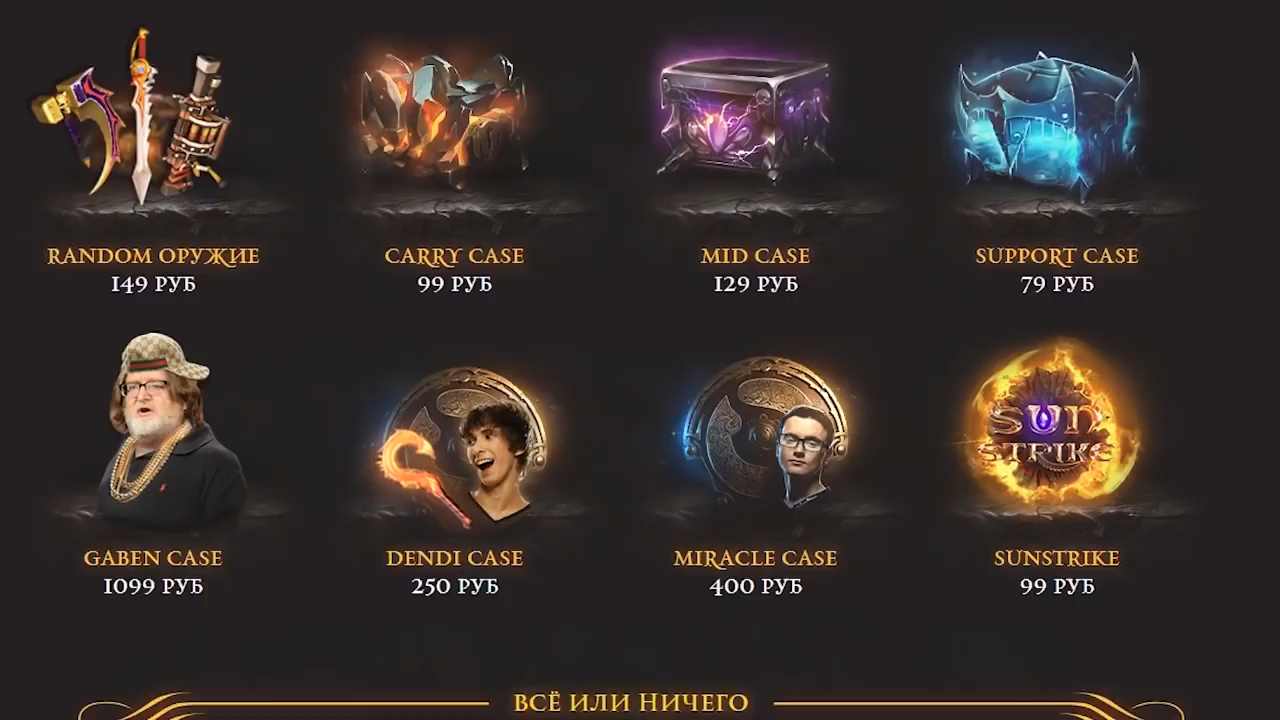 RANDOM ОРУЖИЕ
149 РУБ
CARRY CASE
99 РУБ
MID CASE
129 РУБ
SUPPORT CASE
79 РУБ
SUN
STRIKE
GABEN CASE
1099 РУБ
DENDI CASE
250 РУБ
MIRACLE CASE
400 РУБ
SUNSTRIKE
99 РУБ
ВСЁ ИЛИ НИЧЕГО